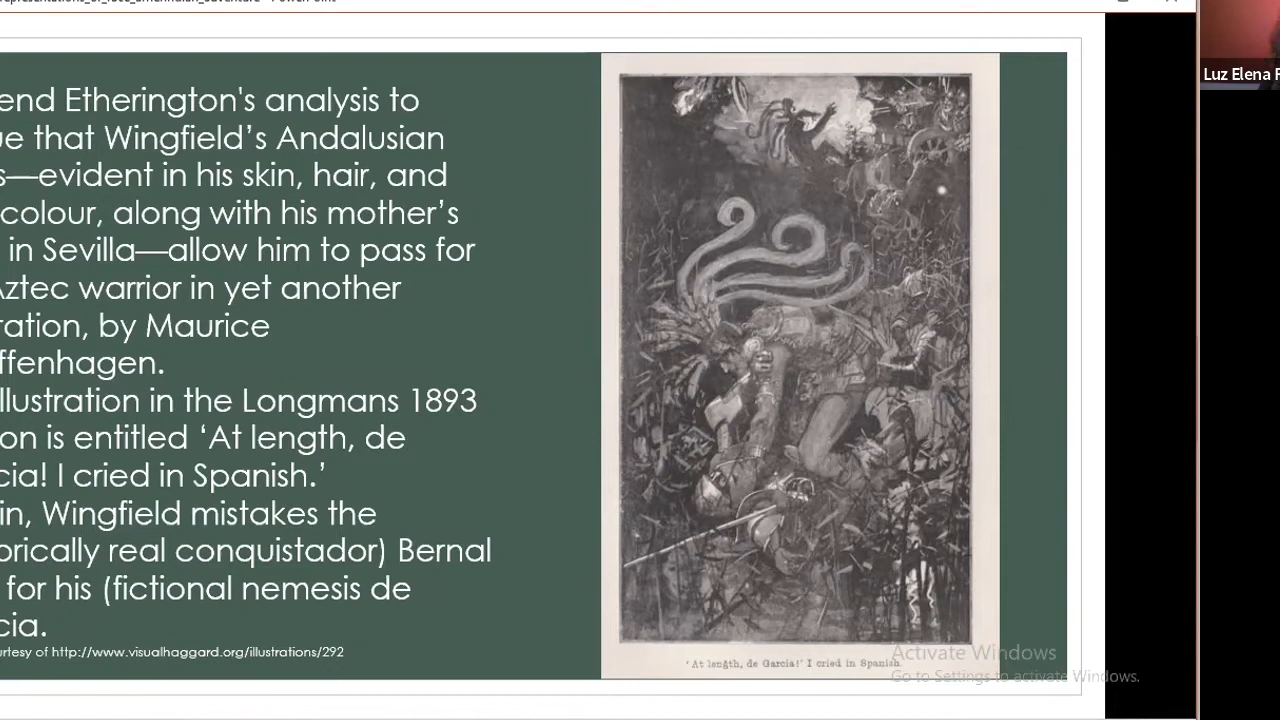 end Etherington's analysis to
ue that Wingfield’s Andalusian
s—evident in his skin, hair, and
colour, along with his mother’s
in Sevilla—allow him to pass for
Aztec warrior in yet another
ration, by Maurice
ffenhagen.
llustration in the Longmans 1893
on is entitled ‘At length, de
cia! I cried in Spanish.’
in, Wingfield mistakes the
orically real conquistador) Bernal
for his (fictional nemesis de
cia.
urtesy of http://www.visualhaggard.org/illustrations/292
'At length, de Garcia!' I cried in Spanish.
Activate Windows
Go to Settings to activate Windows.
Luz Elena